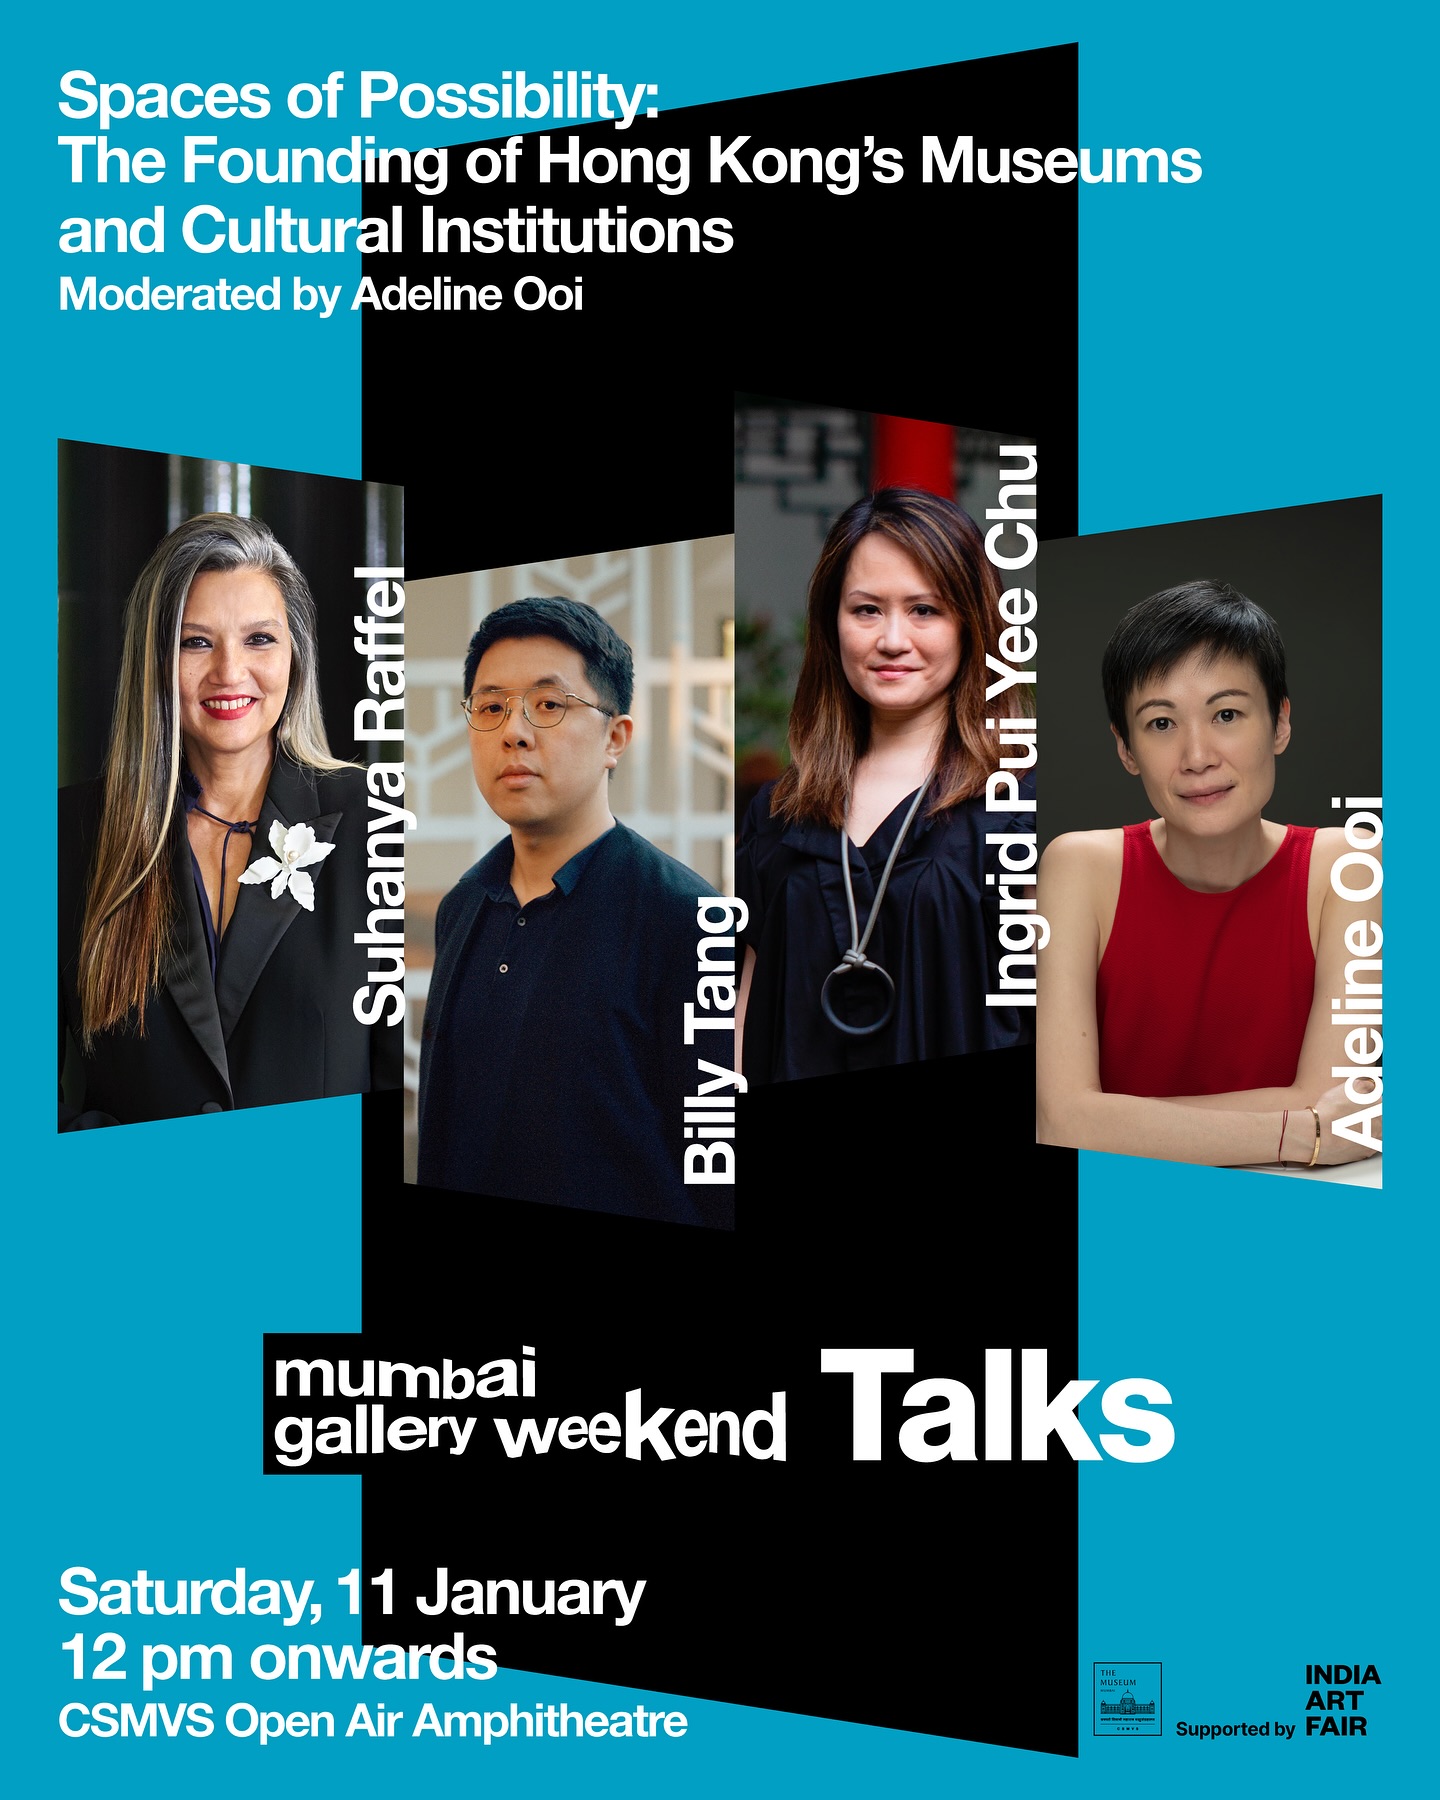 Spaces of Possibility:
The Founding of Hong Kong’s Museums
and Cultural Institutions
Moderated by Adeline Ooi
Suhanya Raffel
Billy Tang
Ingrid Pui Yee Chu
Adeline Ooi
mumbai
gallery weekend
Talks
Saturday, 11 January
12 pm onwards
CSMVS Open Air Amphitheatre
THE
MUSEUM
CSMVS
Supported by
INDIA
ART
FAIR